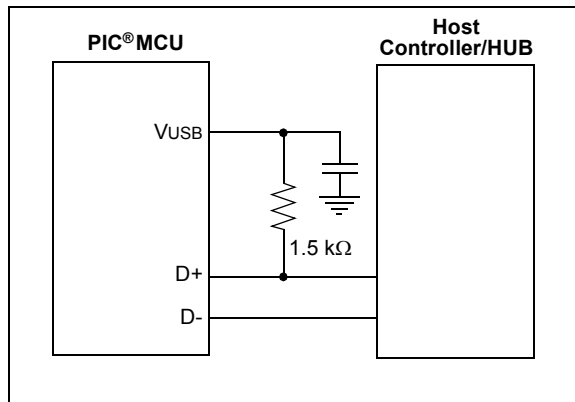 PIC® MCU
Host
Controller/HUB
VUSB
1.5 kΩ
D+
D-